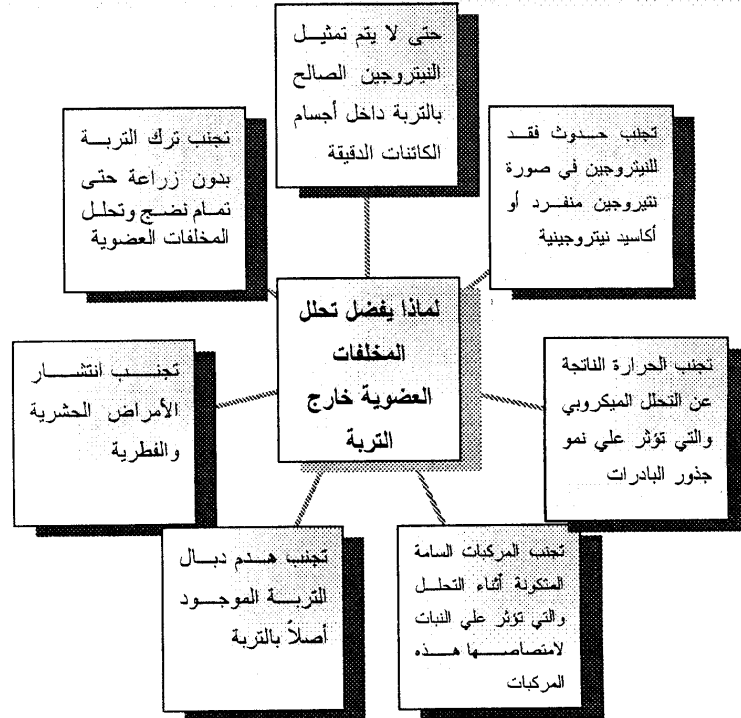 حتى لا يتم تمثيل
النيتروجين الصالح
بالتربة داخل أجسام
الكائنات الدقيقة
تجنب حدوث فقد
للنيتروجين في صورة
نتيروجين منفرد أو
أكاسيد نيتروجينية
تجنب ترك التربة
بدون زراعة حتى
تمام نضج وتحلل
المخلفات العضوية
لماذا يفضل تحلل
المخلفات
العضوية خارج
التربة
تجنب الحرارة الناتجة
عن التحلل الميكروبي
والتي تؤثر علي نمو
جذور البادرات
تجنب انتشار
الأمراض الحشرية
والفطرية
تجنب المركبات السامة
المتكونة أثناء التحلل
والتي تؤثر علي النبات
لامتصاصها هذه
المركبات
تجنب هدم دبال
التربة الموجود
أصلاً بالتربة